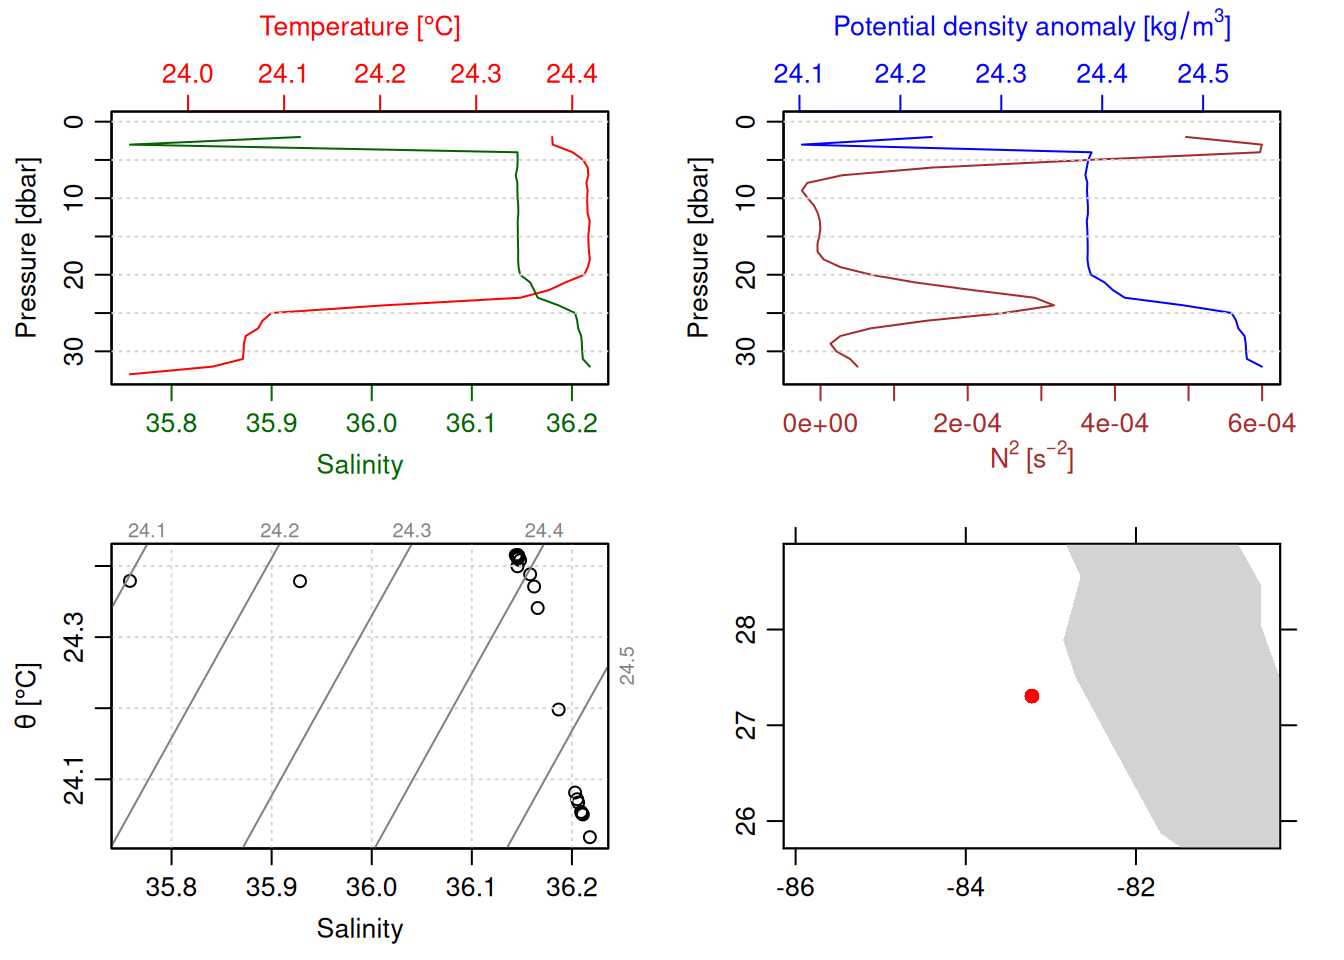 Temperature [°C]
24.0 24.1 24.2 24.3 24.4
Pressure [dbar]
0
10
20
30
35.8 35.9 36.0 36.1 36.2
Salinity
Potential density anomaly [kg/m³]
24.1 24.2 24.3 24.4 24.5
Pressure [dbar]
0
10
20
30
0e+00 2e-04 4e-04 6e-04
N² [s⁻²]
24.1 24.2 24.3 24.4
24.5
θ [°C]
24.3
24.1
35.8 35.9 36.0 36.1 36.2
Salinity
28
27
26
-86 -84 -82